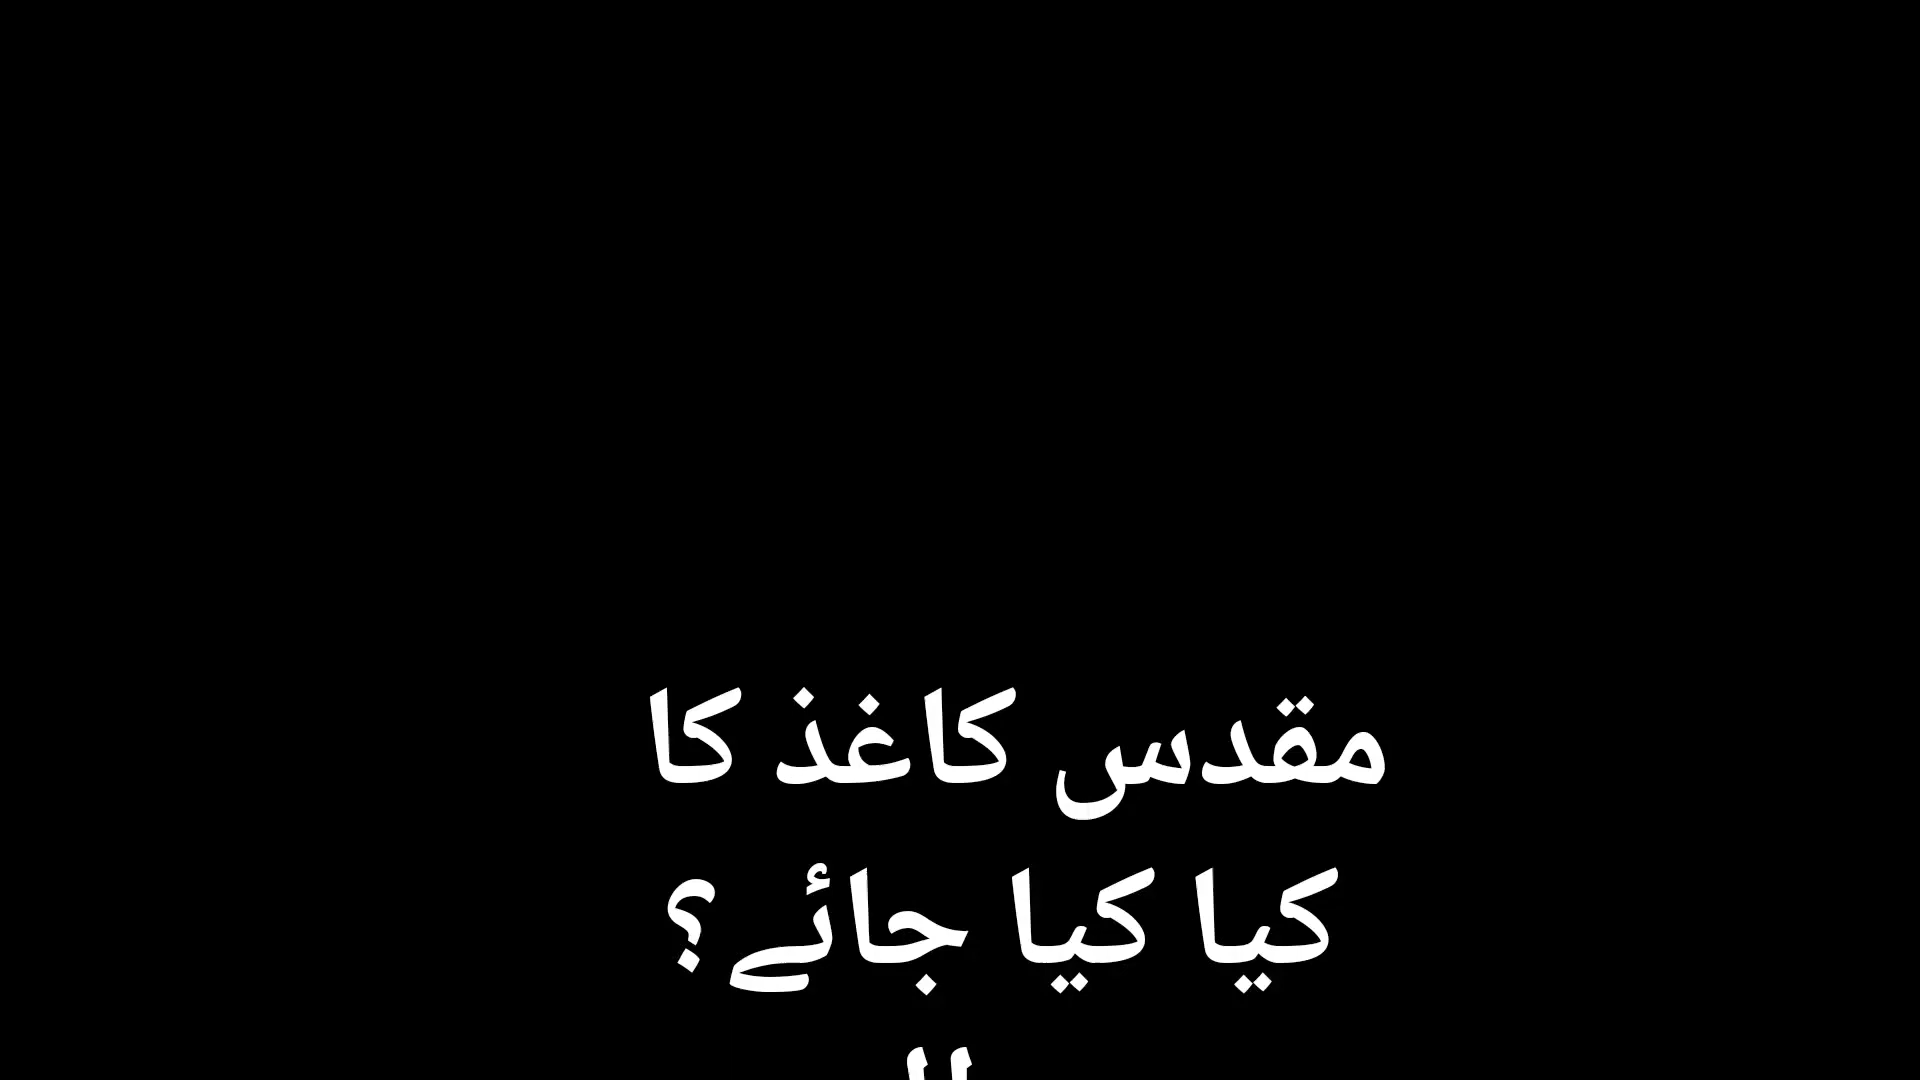 مقدس کاغذ کا
کیا کیا جائے؟